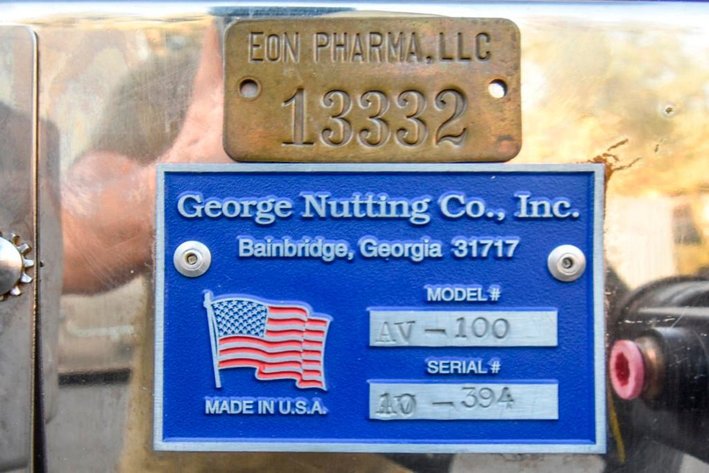 EON PHARMA, LLC
13332
George Nutting Co., Inc.
Bainbridge, Georgia 31717
MODEL #
AV-100
SERIAL #
10-394
MADE IN U.S.A.